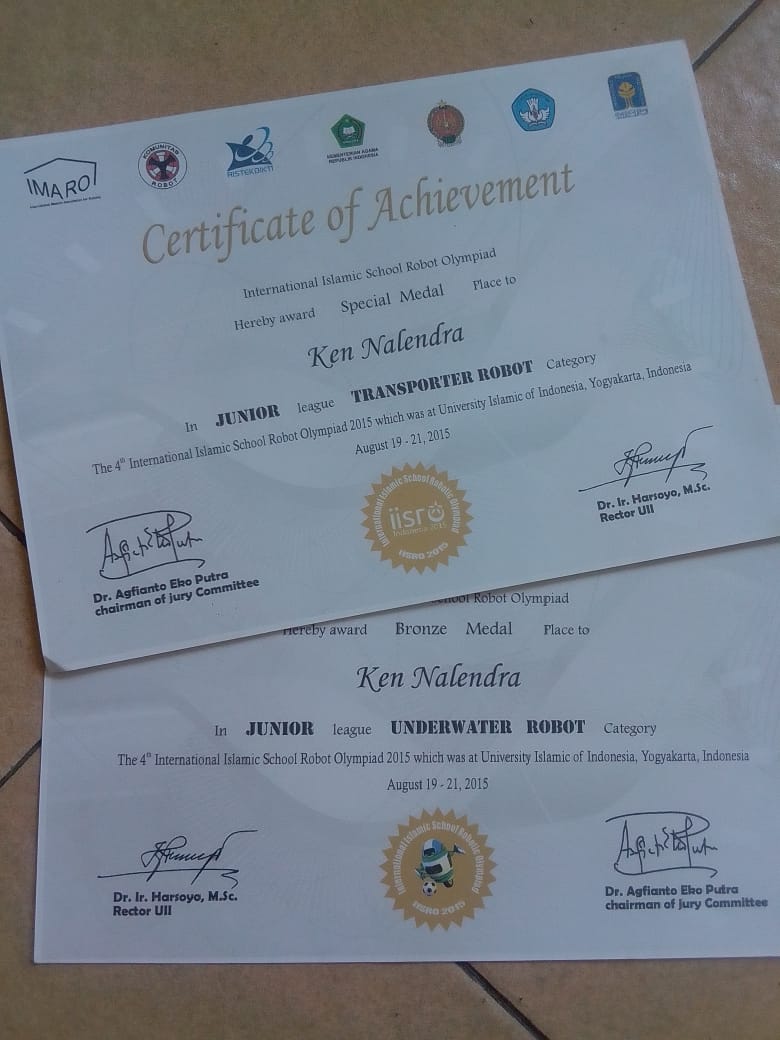 IMARO
KOMUNITAS
ROBOT
RISTEKDIKTI
KEMENTERIAN AGAMA
REPUBLIK INDONESIA
Certificate of Achievement
International Islamic School Robot Olympiad
Hereby award Special Medal Place to
Ken Nalendra
In JUNIOR league TRANSPORTER ROBOT Category
The 4th International Islamic School Robot Olympiad 2015 which was at University Islamic of Indonesia, Yogyakarta, Indonesia
August 19 - 21, 2015
International Islamic School Robotic Olympiad
iisro
Indonesia 2015
IISRO 2015
Dr. Ir. Harsoyo, M.Sc.
Rector UII
Dr. Agfianto Eko Putra
chairman of jury Committee
School Robot Olympiad
Hereby award Bronze Medal Place to
Ken Nalendra
In JUNIOR league UNDERWATER ROBOT Category
The 4th International Islamic School Robot Olympiad 2015 which was at University Islamic of Indonesia, Yogyakarta, Indonesia
August 19 - 21, 2015
International Islamic School Robotic Olympiad
IISRO 2015
Dr. Ir. Harsoyo, M.Sc.
Rector UII
Dr. Agfianto Eko Putra
chairman of jury Committee